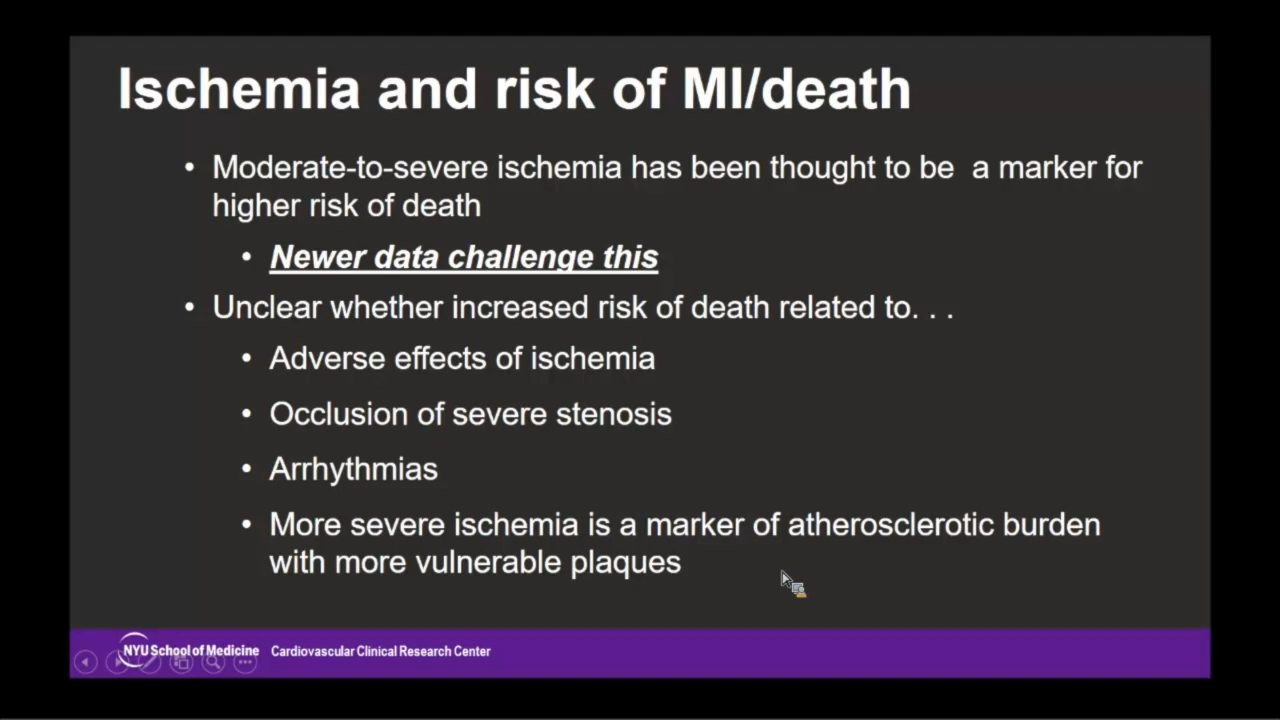 Ischemia and risk of MI/death
• Moderate-to-severe ischemia has been thought to be  a marker for
higher risk of death
• Newer data challenge this
• Unclear whether increased risk of death related to. . .
• Adverse effects of ischemia
• Occlusion of severe stenosis
• Arrhythmias
• More severe ischemia is a marker of atherosclerotic burden
with more vulnerable plaques
NYU School of Medicine Cardiovascular Clinical Research Center